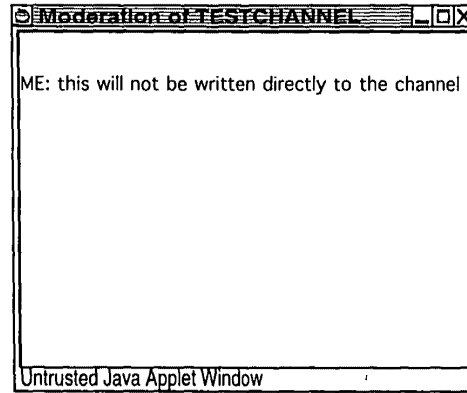 Moderation of TESTCHANNEL
ME: this will not be written directly to the channel
Untrusted Java Applet Window